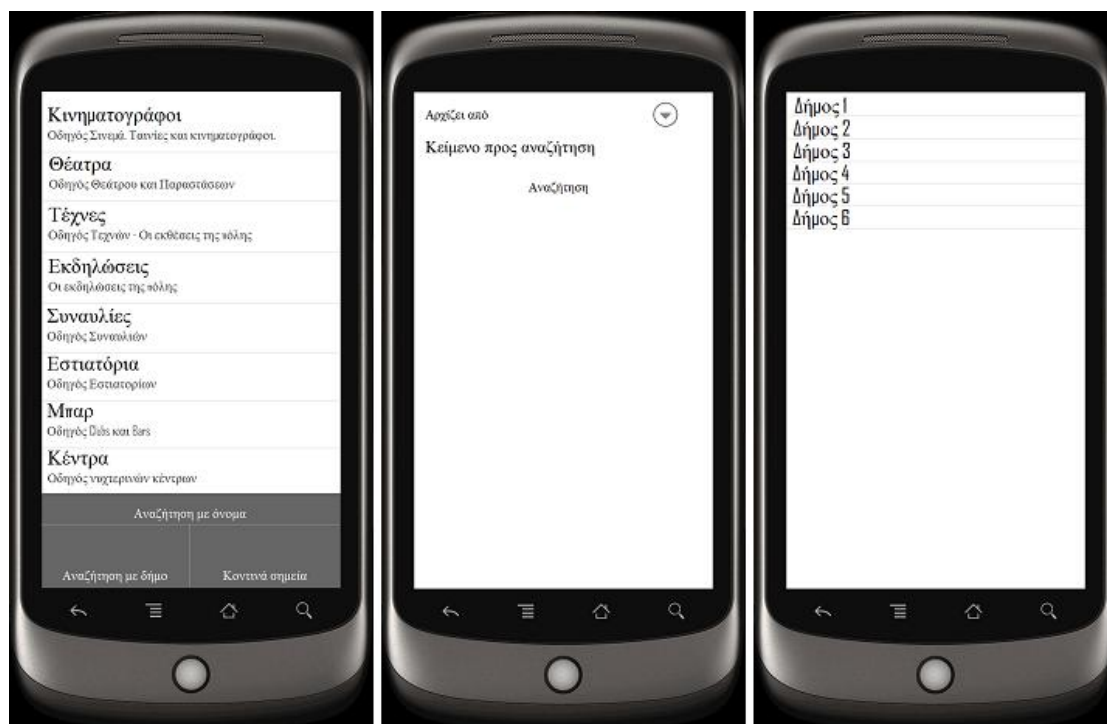 Κινηματογράφοι
Οδηγός Σινεμά. Ταινίες και κινηματογράφοι.
Θέατρα
Οδηγός Θεάτρου και Παραστάσεων
Τέχνες
Οδηγός Τεχνών - Οι εκθέσεις της πόλης
Εκδηλώσεις
Οι εκδηλώσεις της πόλης
Συναυλίες
Οδηγός Συναυλιών
Εστιατόρια
Οδηγός Εστιατορίων
Μπαρ
Οδηγός Clubs και Bars
Κέντρα
Οδηγός νυχτερινών κέντρων
Αναζήτηση με όνομα
Αναζήτηση με δήμο
Κοντινά σημεία
Αρχίζει από
Κείμενο προς αναζήτηση
Αναζήτηση
Δήμος 1
Δήμος 2
Δήμος 3
Δήμος 4
Δήμος 5
Δήμος 6